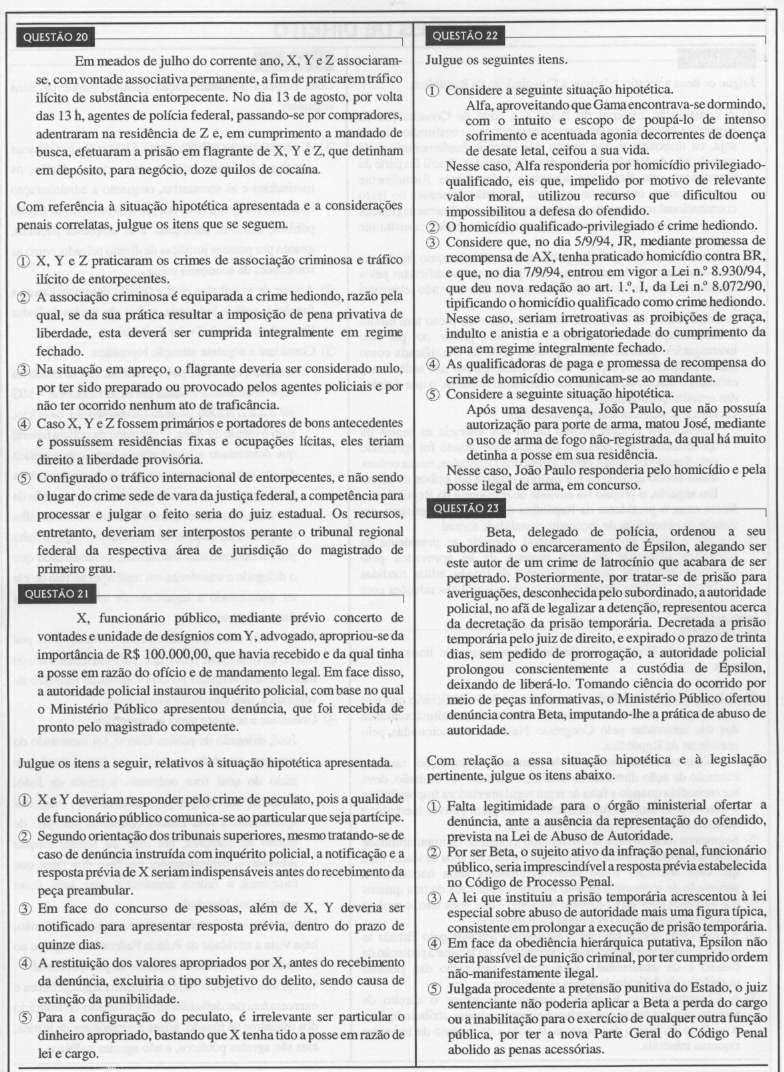 QUESTÃO 20
Em meados de julho do corrente ano, X, Y e Z associaram-
se, com vontade associativa permanente, a fim de praticarem tráfico
ilícito de substância entorpecente. No dia 13 de agosto, por volta
das 13 h, agentes de polícia federal, passando-se por compradores,
adentraram na residência de Z e, em cumprimento a mandado de
busca, efetuaram a prisão em flagrante de X, Y e Z, que detinham
em depósito, para negócio, doze quilos de cocaína.
Com referência à situação hipotética apresentada e a considerações
penais correlatas, julgue os itens que se seguem.
① X, Y e Z praticaram os crimes de associação criminosa e tráfico
ilícito de entorpecentes.
② A associação criminosa é equiparada a crime hediondo, razão pela
qual, se da sua prática resultar a imposição de pena privativa de
liberdade, esta deverá ser cumprida integralmente em regime
fechado.
③ Na situação em apreço, o flagrante deveria ser considerado nulo,
por ter sido preparado ou provocado pelos agentes policiais e por
não ter ocorrido nenhum ato de traficância.
④ Caso X, Y e Z fossem primários e portadores de bons antecedentes
e possuíssem residências fixas e ocupações lícitas, eles teriam
direito a liberdade provisória.
⑤ Configurado o tráfico internacional de entorpecentes, e não sendo
o lugar do crime sede de vara da justiça federal, a competência para
processar e julgar o feito seria do juiz estadual. Os recursos,
entretanto, deveriam ser interpostos perante o tribunal regional
federal da respectiva área de jurisdição do magistrado de
primeiro grau.
QUESTÃO 21
X, funcionário público, mediante prévio concerto de
vontades e unidade de desígnios com Y, advogado, apropriou-se da
importância de R$ 100.000,00, que havia recebido e da qual tinha
a posse em razão do ofício e de mandamento legal. Em face disso,
a autoridade policial instaurou inquérito policial, com base no qual
o Ministério Público apresentou denúncia, que foi recebida de
pronto pelo magistrado competente.
Julgue os itens a seguir, relativos à situação hipotética apresentada.
① X e Y deveriam responder pelo crime de peculato, pois a qualidade
de funcionário público comunica-se ao particular que seja partícipe.
② Segundo orientação dos tribunais superiores, mesmo tratando-se de
caso de denúncia instruída com inquérito policial, a notificação e a
resposta prévia de X seriam indispensáveis antes do recebimento da
peça preambular.
③ Em face do concurso de pessoas, além de X, Y deveria ser
notificado para apresentar resposta prévia, dentro do prazo de
quinze dias.
④ A restituição dos valores apropriados por X, antes do recebimento
da denúncia, excluiria o tipo subjetivo do delito, sendo causa de
extinção da punibilidade.
⑤ Para a configuração do peculato, é irrelevante ser particular o
dinheiro apropriado, bastando que X tenha tido a posse em razão de
lei e cargo.
QUESTÃO 22
Julgue os seguintes itens.
① Considere a seguinte situação hipotética.
Alfa, aproveitando que Gama encontrava-se dormindo,
com o intuito e escopo de poupá-lo de intenso
sofrimento e acentuada agonia decorrentes de doença
de desate letal, ceifou a sua vida.
Nesse caso, Alfa responderia por homicídio privilegiado-
qualificado, eis que, impelido por motivo de relevante
valor moral, utilizou recurso que dificultou ou
impossibilitou a defesa do ofendido.
② O homicídio qualificado-privilegiado é crime hediondo.
③ Considere que, no dia 5/9/94, JR, mediante promessa de
recompensa de AX, tenha praticado homicídio contra BR,
e que, no dia 7/9/94, entrou em vigor a Lei n.º 8.930/94,
que deu nova redação ao art. 1.º, I, da Lei n.º 8.072/90,
tipificando o homicídio qualificado como crime hediondo.
Nesse caso, seriam irretroativas as proibições de graça,
indulto e anistia e a obrigatoriedade do cumprimento da
pena em regime integralmente fechado.
④ As qualificadoras de paga e promessa de recompensa do
crime de homicídio comunicam-se ao mandante.
⑤ Considere a seguinte situação hipotética.
Após uma desavença, João Paulo, que não possuía
autorização para porte de arma, matou José, mediante
o uso de arma de fogo não-registrada, da qual há muito
detinha a posse em sua residência.
Nesse caso, João Paulo responderia pelo homicídio e pela
posse ilegal de arma, em concurso.
QUESTÃO 23
Beta, delegado de polícia, ordenou a seu
subordinado o encarceramento de Épsilon, alegando ser
este autor de um crime de latrocínio que acabara de ser
perpetrado. Posteriormente, por tratar-se de prisão para
averiguações, desconhecida pelo subordinado, a autoridade
policial, no afã de legalizar a detenção, representou acerca
da decretação da prisão temporária. Decretada a prisão
temporária pelo juiz de direito, e expirado o prazo de trinta
dias, sem pedido de prorrogação, a autoridade policial
prolongou conscientemente a custódia de Épsilon,
deixando de liberá-lo. Tomando ciência do ocorrido por
meio de peças informativas, o Ministério Público ofertou
denúncia contra Beta, imputando-lhe a prática de abuso de
autoridade.
Com relação a essa situação hipotética e à legislação
pertinente, julgue os itens abaixo.
① Falta legitimidade para o órgão ministerial ofertar a
denúncia, ante a ausência da representação do ofendido,
prevista na Lei de Abuso de Autoridade.
② Por ser Beta, o sujeito ativo da infração penal, funcionário
público, seria imprescindível a resposta prévia estabelecida
no Código de Processo Penal.
③ A lei que instituiu a prisão temporária acrescentou à lei
especial sobre abuso de autoridade mais uma figura típica,
consistente em prolongar a execução de prisão temporária.
④ Em face da obediência hierárquica putativa, Épsilon não
seria passível de punição criminal, por ter cumprido ordem
não-manifestamente ilegal.
⑤ Julgada procedente a pretensão punitiva do Estado, o juiz
sentenciante não poderia aplicar a Beta a perda do cargo
ou a inabilitação para o exercício de qualquer outra função
pública, por ter a nova Parte Geral do Código Penal
abolido as penas acessórias.